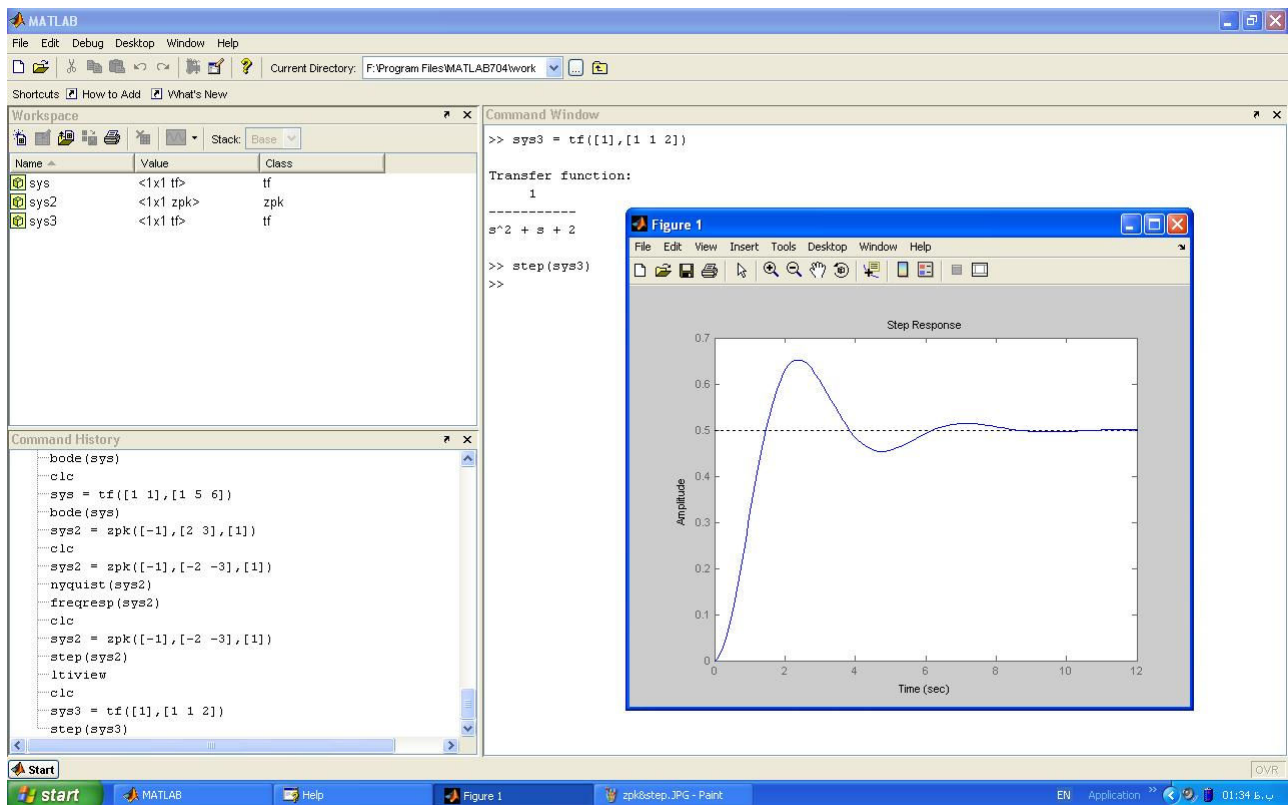 MATLAB
File Edit Debug Desktop Window Help
Current Directory: F:\Program Files\MATLAB704\work
Shortcuts How to Add What's New
Workspace
Stack: Base
Name Value Class
sys <1x1 tf> tf
sys2 <1x1 zpk> zpk
sys3 <1x1 tf> tf
Command History
bode(sys)
clc
sys = tf([1 1],[1 5 6])
bode(sys)
sys2 = zpk([-1],[2 3],[1])
clc
sys2 = zpk([-1],[-2 -3],[1])
nyquist(sys2)
freqresp(sys2)
clc
sys2 = zpk([-1],[-2 -3],[1])
step(sys2)
ltiview
clc
sys3 = tf([1],[1 1 2])
step(sys3)
Command Window
>> sys3 = tf([1],[1 1 2])
Transfer function:
1
-----------
s^2 + s + 2
>> step(sys3)
>>
Figure 1
File Edit View Insert Tools Desktop Window Help
Step Response
0.7
0.6
0.5
0.4
0.3
0.2
0.1
0
Amplitude
0 2 4 6 8 10 12
Time (sec)
Start
OVR
start MATLAB Help Figure 1 zpk&step.JPG - Paint EN Application » 01:34 ب.ظ